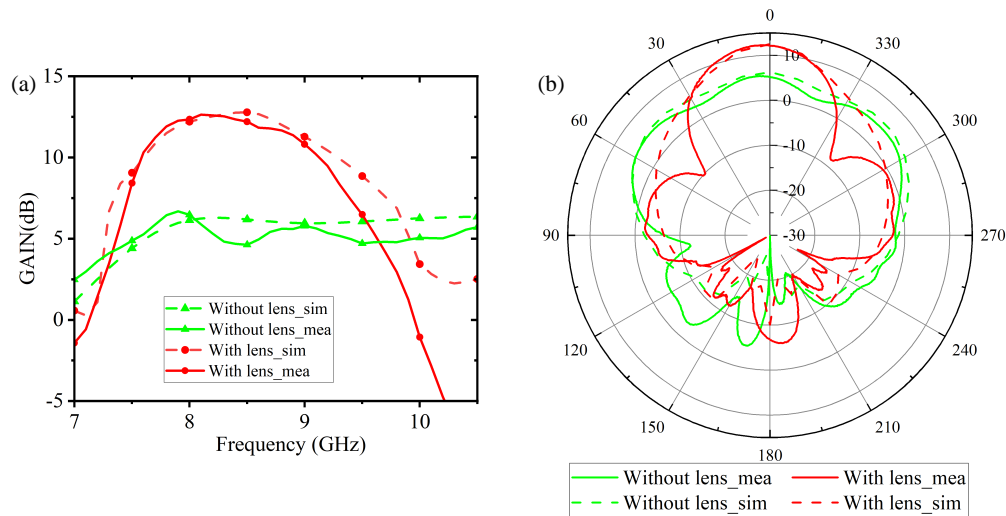 (a)
GAIN(dB)
15
10
5
0
-5
7
8
9
10
Frequency (GHz)
Without lens_sim
Without lens_mea
With lens_sim
With lens_mea
(b)
0
30
330
60
300
90
270
120
240
150
210
180
10
0
-10
-20
-30
Without lens_mea
With lens_mea
Without lens_sim
With lens_sim